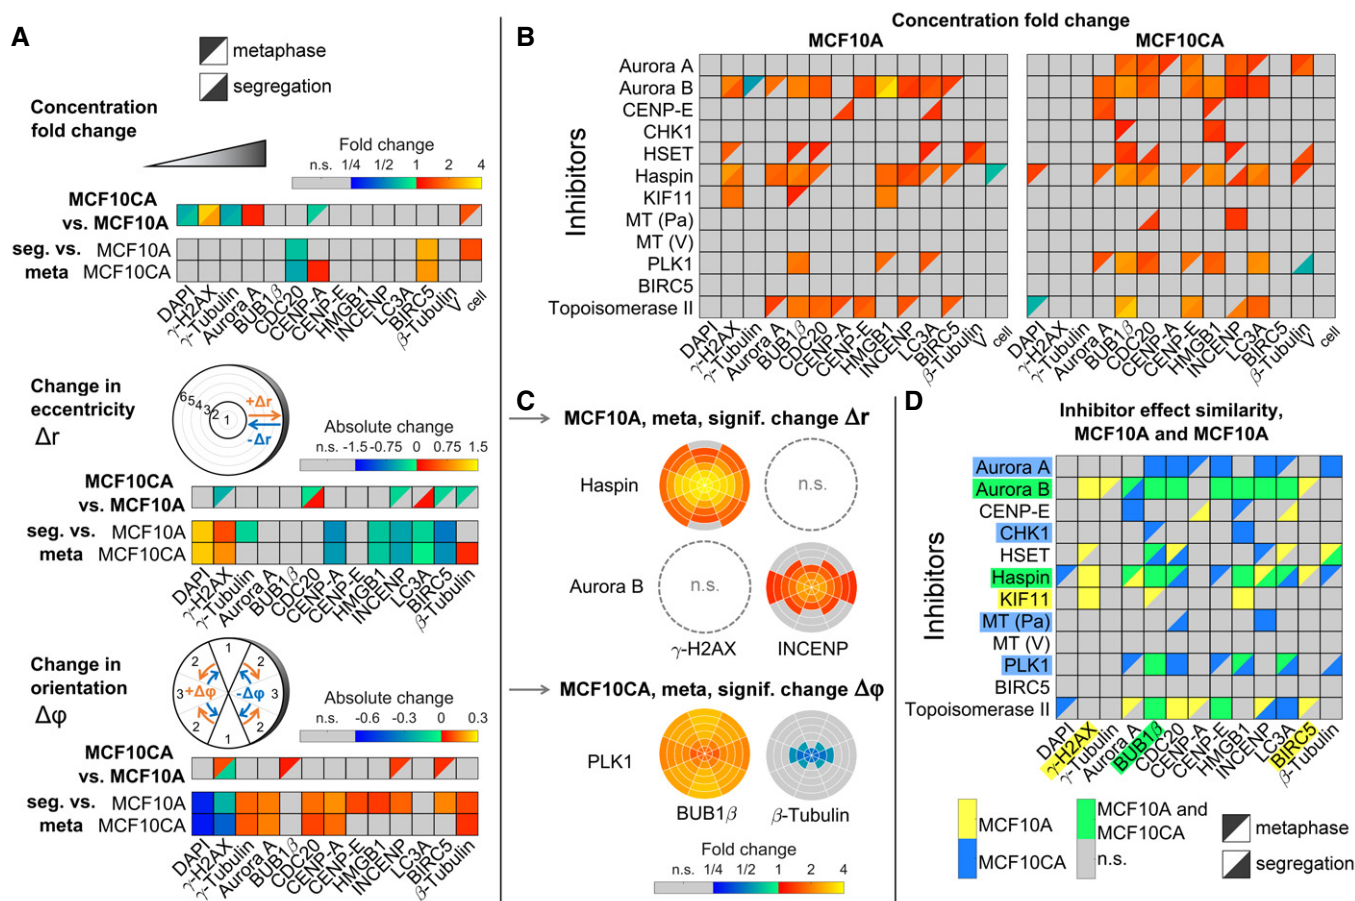 A
metaphase
segregation
Concentration
fold change
Fold change
n.s. 1/4 1/2 1 2 4
MCF10CA
vs. MCF10A
seg. vs. MCF10A
meta MCF10CA
DAPI
γ-H2AX
γ-Tubulin
Aurora A
BUB1β
CDC20
CENP-A
CENP-E
HMGB1
INCENP
LC3A
BIRC5
β-Tubulin
V cell
Change in
eccentricity
Δr
6 5 4 3 2 1
+Δr
-Δr
Absolute change
n.s. -1.5 -0.75 0 0.75 1.5
MCF10CA
vs. MCF10A
seg. vs. MCF10A
meta MCF10CA
DAPI
γ-H2AX
γ-Tubulin
Aurora A
BUB1β
CDC20
CENP-A
CENP-E
HMGB1
INCENP
LC3A
BIRC5
β-Tubulin
Change in
orientation
Δφ
1
2 2
3 +Δφ -Δφ 3
2 2
1
Absolute change
n.s. -0.6 -0.3 0 0.3
MCF10CA
vs. MCF10A
seg. vs. MCF10A
meta MCF10CA
DAPI
γ-H2AX
γ-Tubulin
Aurora A
BUB1β
CDC20
CENP-A
CENP-E
HMGB1
INCENP
LC3A
BIRC5
β-Tubulin
B
Concentration fold change
MCF10A MCF10CA
Inhibitors
Aurora A
Aurora B
CENP-E
CHK1
HSET
Haspin
KIF11
MT (Pa)
MT (V)
PLK1
BIRC5
Topoisomerase II
DAPI
γ-H2AX
γ-Tubulin
Aurora A
BUB1β
CDC20
CENP-A
CENP-E
HMGB1
INCENP
LC3A
BIRC5
β-Tubulin
V cell
DAPI
γ-H2AX
γ-Tubulin
Aurora A
BUB1β
CDC20
CENP-A
CENP-E
HMGB1
INCENP
LC3A
BIRC5
β-Tubulin
V cell
C
MCF10A, meta, signif. change Δr
Haspin
n.s.
Aurora B
n.s.
γ-H2AX INCENP
MCF10CA, meta, signif. change Δφ
PLK1
BUB1β β-Tubulin
Fold change
n.s. 1/4 1/2 1 2 4
D
Inhibitor effect similarity,
MCF10A and MCF10A
Inhibitors
Aurora A
Aurora B
CENP-E
CHK1
HSET
Haspin
KIF11
MT (Pa)
MT (V)
PLK1
BIRC5
Topoisomerase II
DAPI
γ-H2AX
γ-Tubulin
Aurora A
BUB1β
CDC20
CENP-A
CENP-E
HMGB1
INCENP
LC3A
BIRC5
β-Tubulin
MCF10A
MCF10CA
MCF10A and
MCF10CA
n.s.
metaphase
segregation